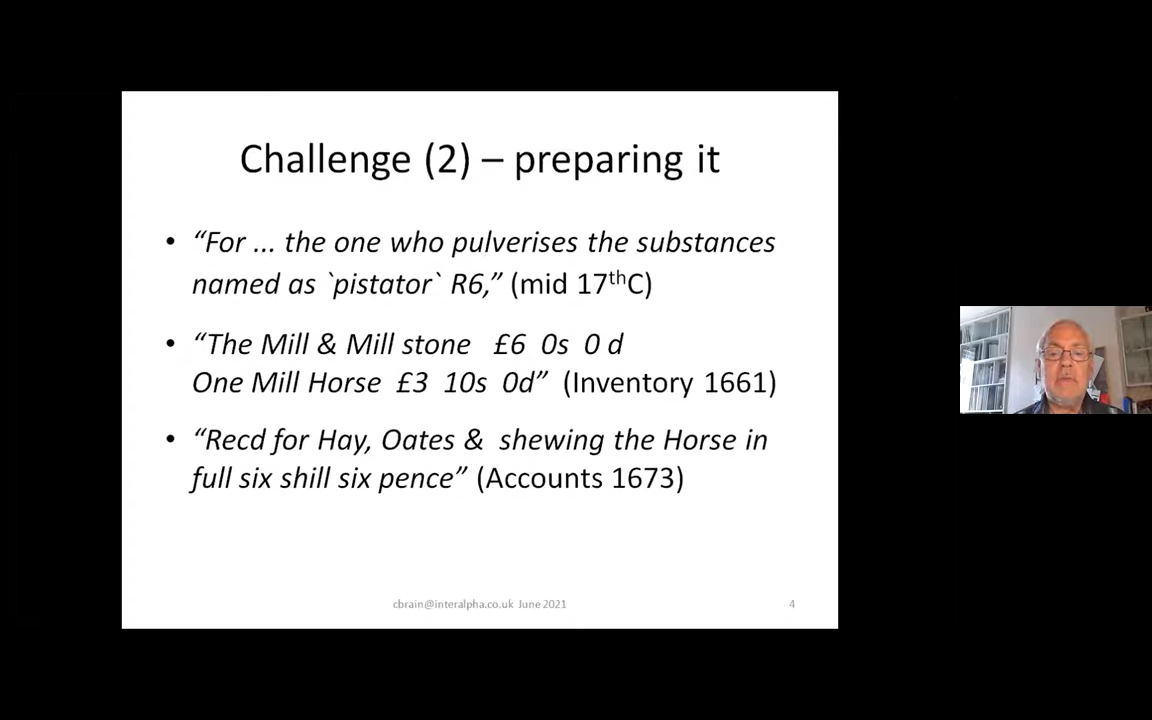 Challenge (2) – preparing it
• “For ... the one who pulverises the substances
named as `pistator` R6,” (mid 17thC)
• “The Mill & Mill stone £6 0s 0 d
One Mill Horse £3 10s 0d” (Inventory 1661)
• “Recd for Hay, Oates & shewing the Horse in
full six shill six pence” (Accounts 1673)
cbrain@interalpha.co.uk June 2021
4